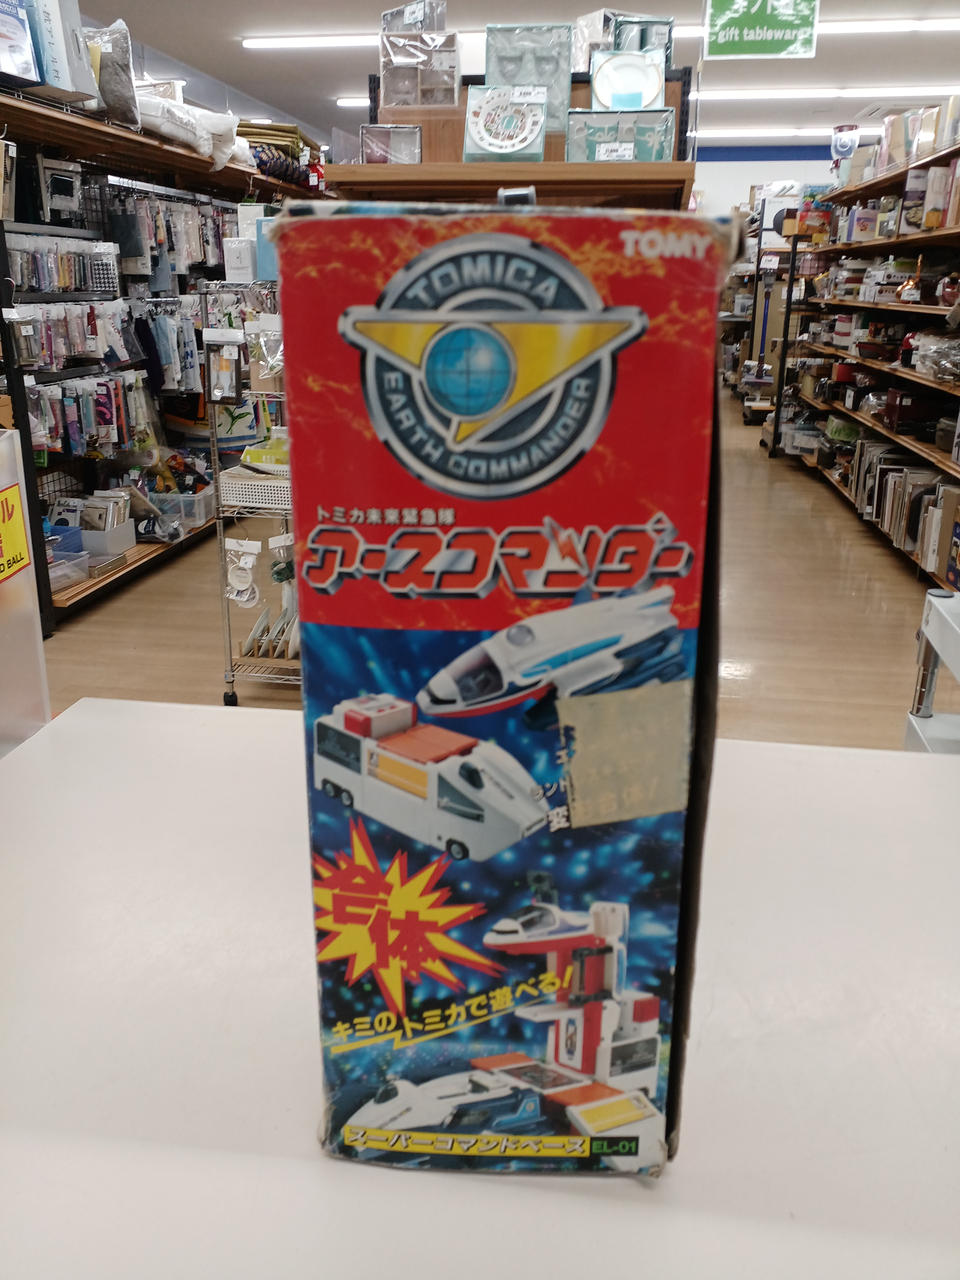 gift tableware
TOMY
TOMICA
EARTH COMMANDER
トミカ未来緊急隊
アースコマンダー
合体
キミのトミカで遊べる!
スーパーコマンドベース EL-01